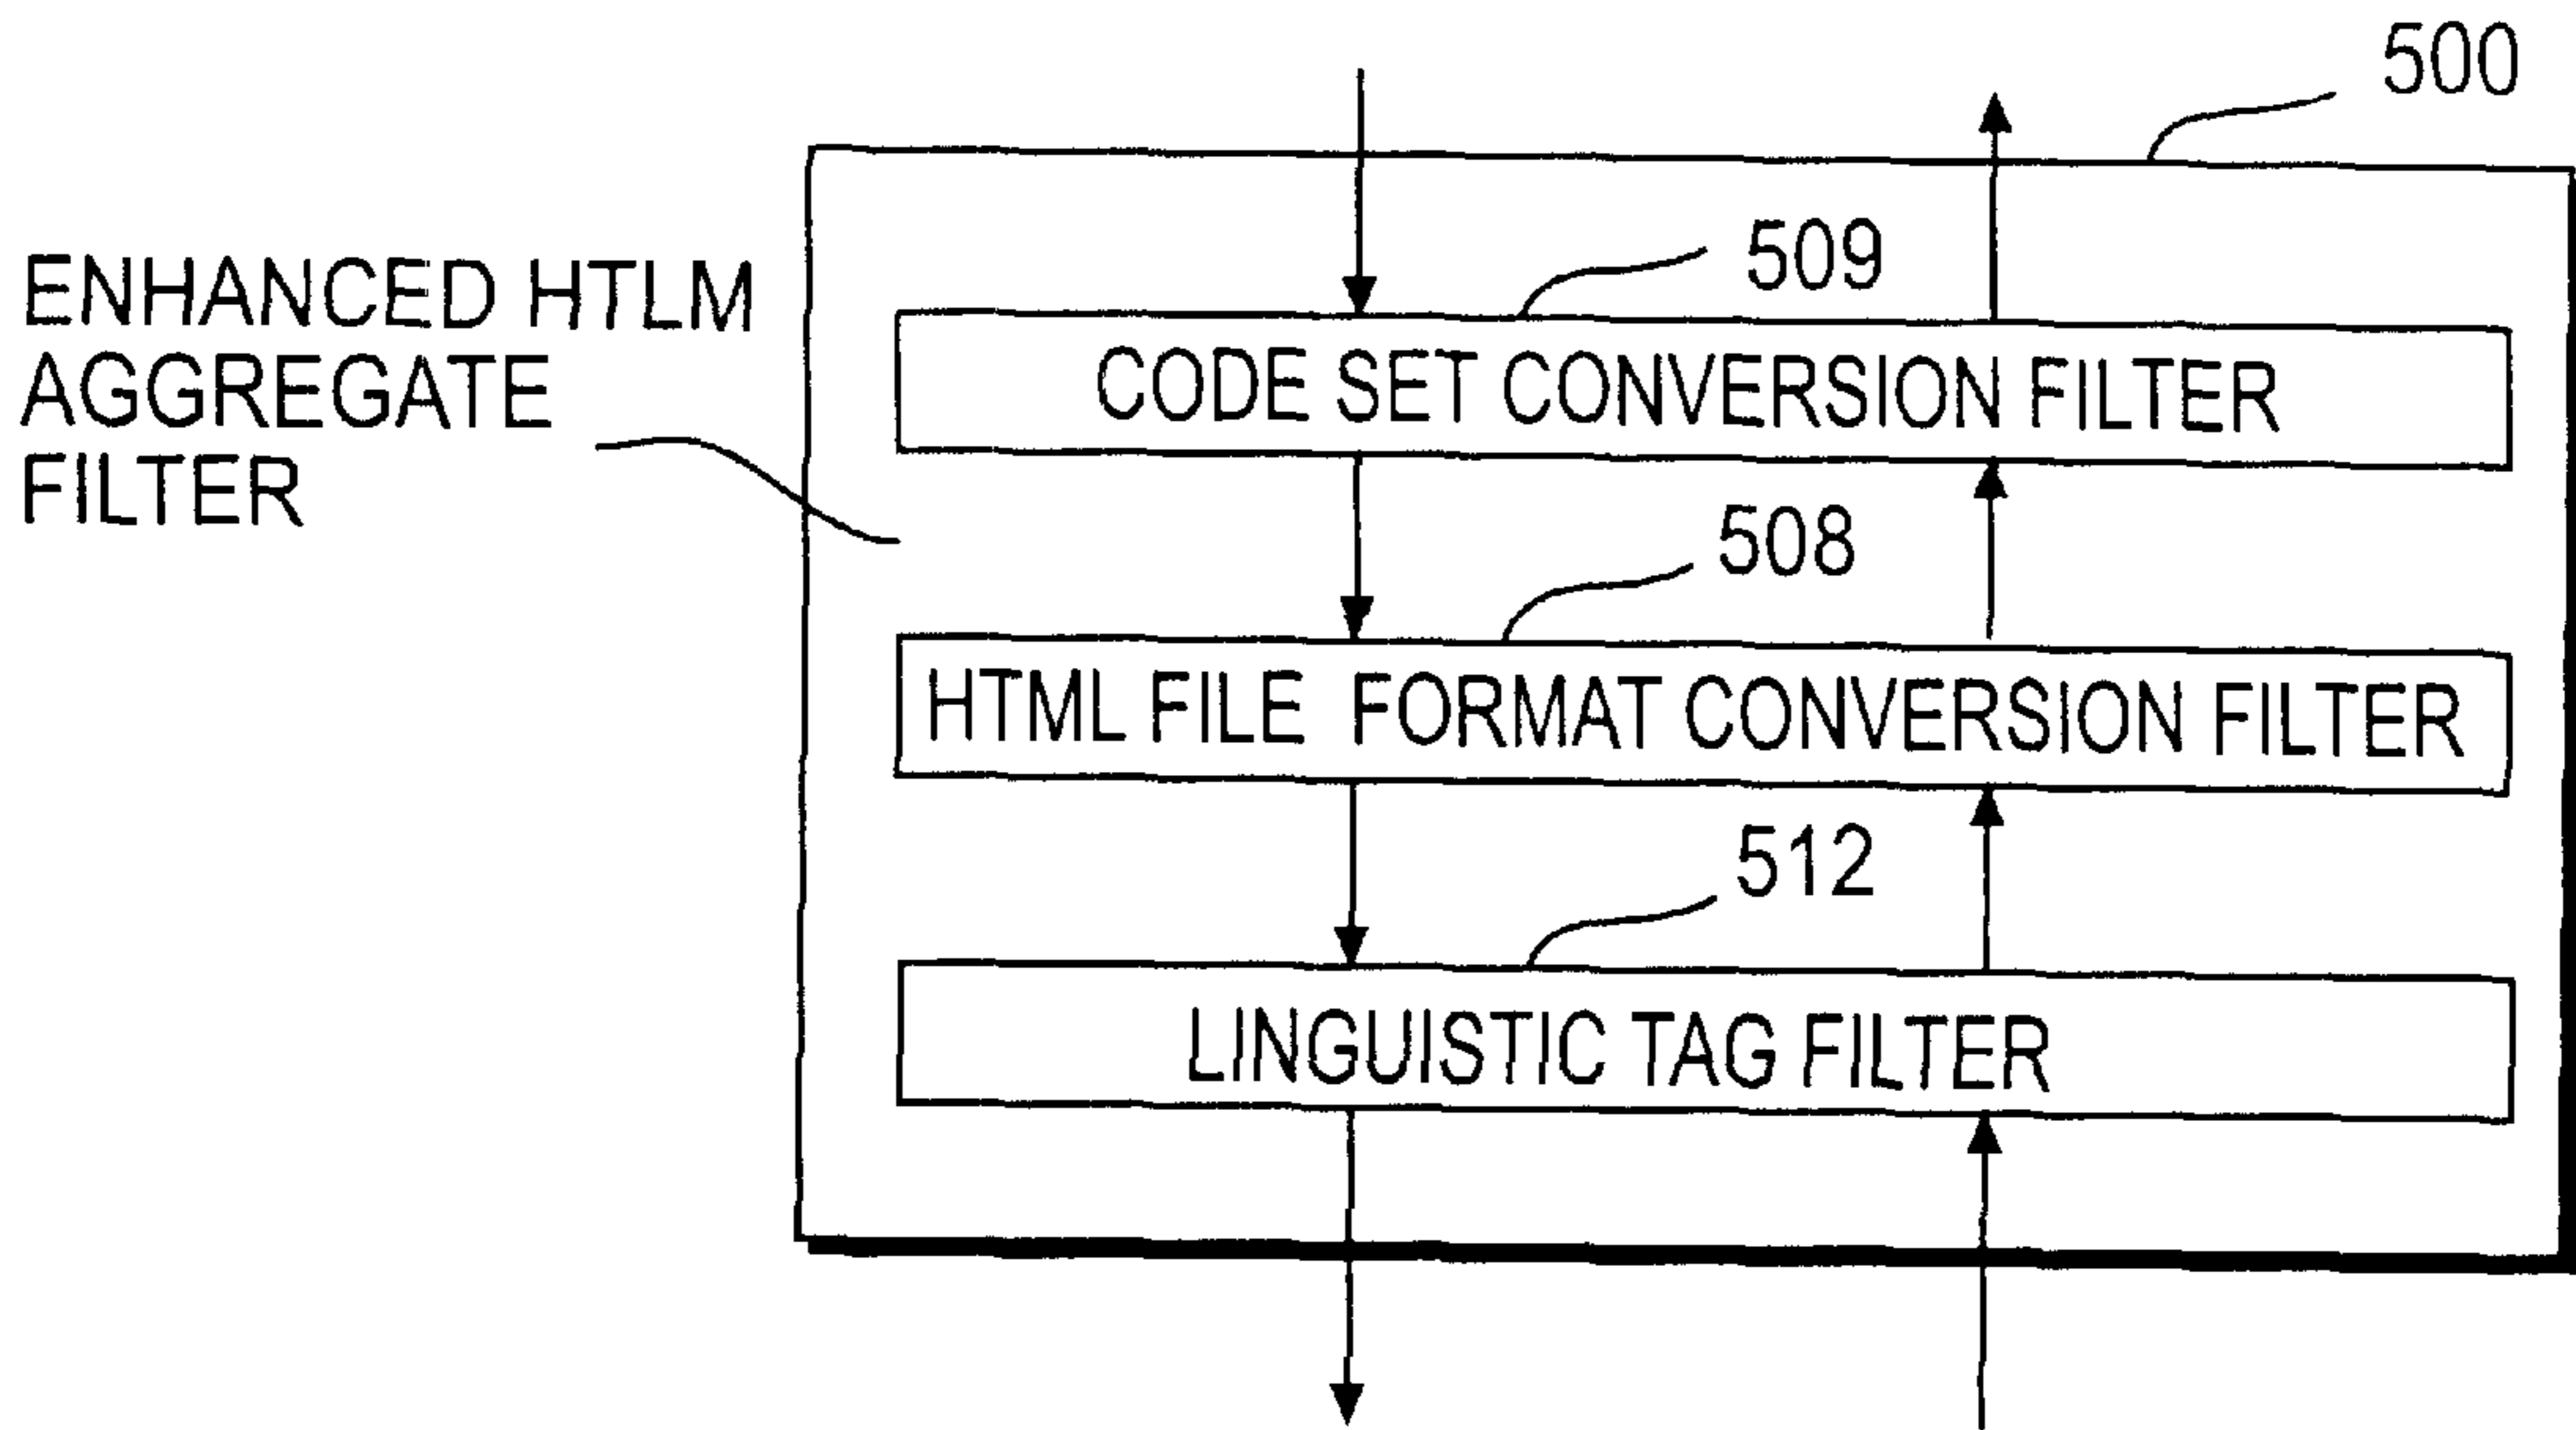 500
ENHANCED HTLM
AGGREGATE
FILTER
509
CODE SET CONVERSION FILTER
508
HTML FILE FORMAT CONVERSION FILTER
512
LINGUISTIC TAG FILTER